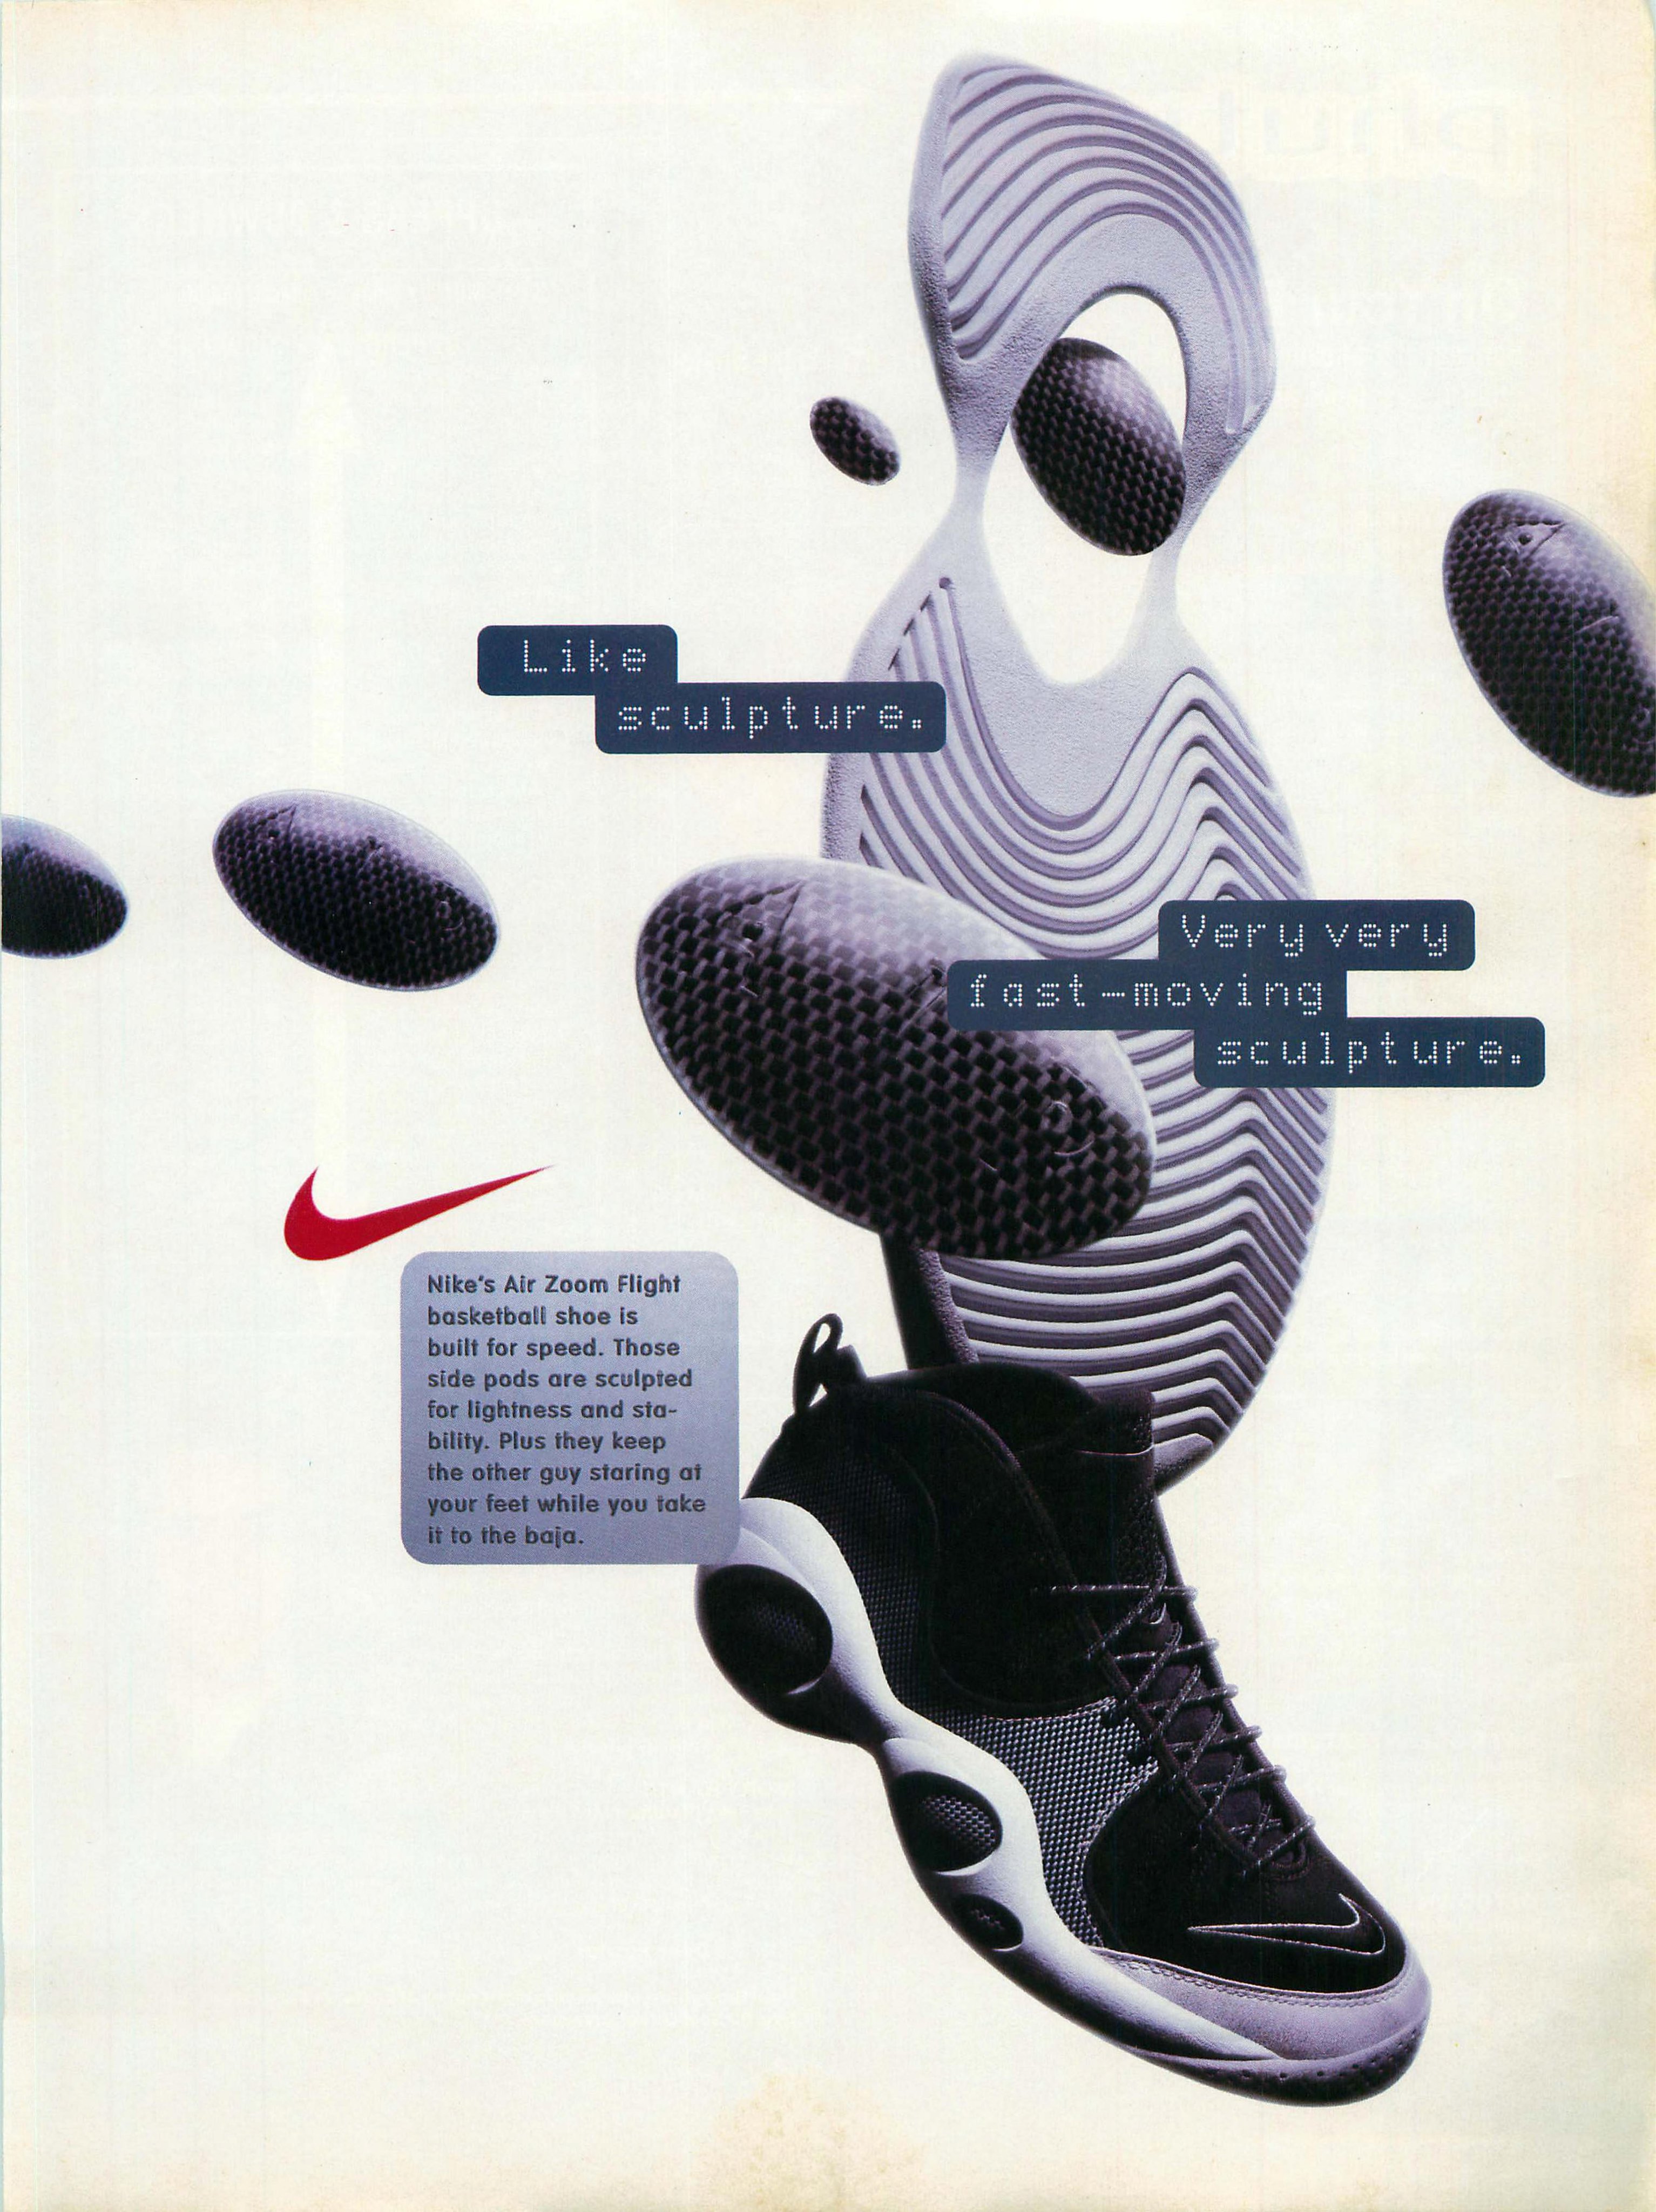 Like
sculpture.
Very very
fast-moving
sculpture.
Nike's Air Zoom Flight
basketball shoe is
built for speed. Those
side pods are sculpted
for lightness and sta-
bility. Plus they keep
the other guy staring at
your feet while you take
it to the baja.